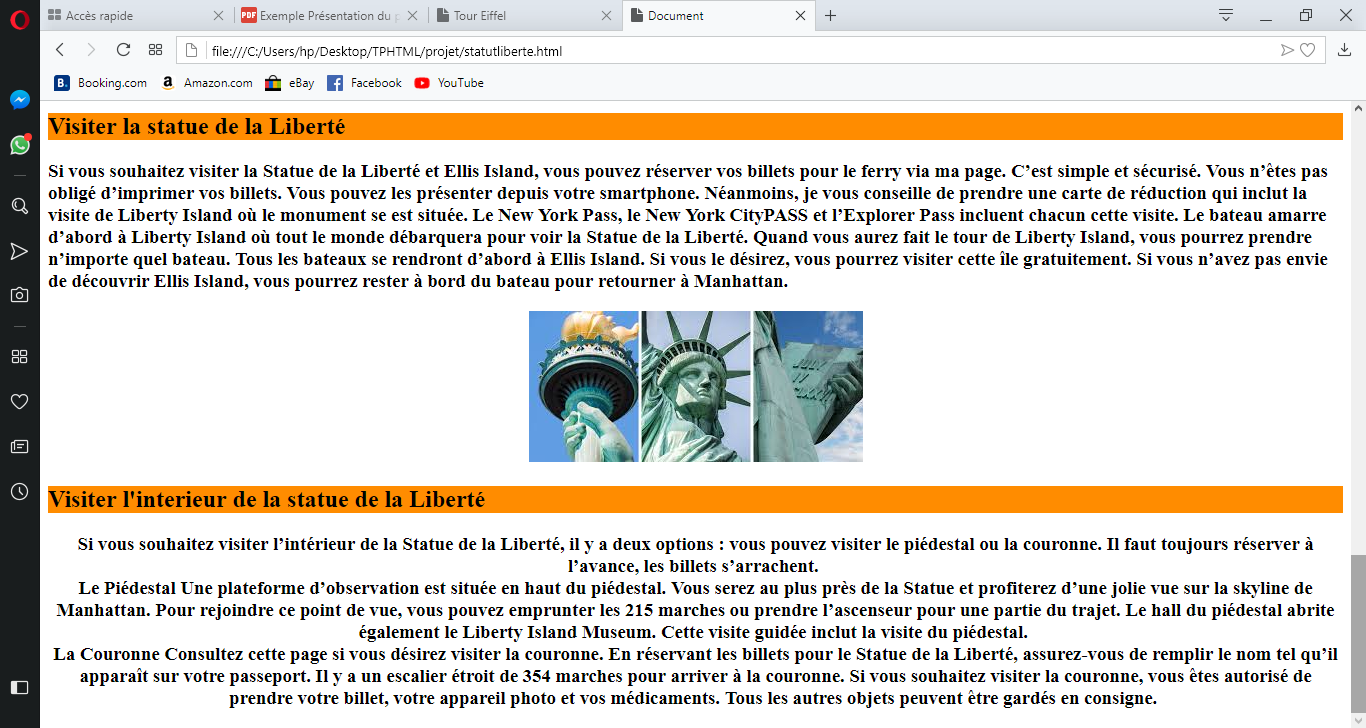 Accès rapide
Exemple Présentation du p
Tour Eiffel
Document
file:///C:/Users/hp/Desktop/TPHTML/projet/statutliberte.html
Booking.com
Amazon.com
eBay
Facebook
YouTube
Visiter la statue de la Liberté
Si vous souhaitez visiter la Statue de la Liberté et Ellis Island, vous pouvez réserver vos billets pour le ferry via ma page. C’est simple et sécurisé. Vous n’êtes pas
obligé d’imprimer vos billets. Vous pouvez les présenter depuis votre smartphone. Néanmoins, je vous conseille de prendre une carte de réduction qui inclut la
visite de Liberty Island où le monument se est située. Le New York Pass, le New York CityPASS et l’Explorer Pass incluent chacun cette visite. Le bateau amarre
d’abord à Liberty Island où tout le monde débarquera pour voir la Statue de la Liberté. Quand vous aurez fait le tour de Liberty Island, vous pourrez prendre
n’importe quel bateau. Tous les bateaux se rendront d’abord à Ellis Island. Si vous le désirez, vous pourrez visiter cette île gratuitement. Si vous n’avez pas envie
de découvrir Ellis Island, vous pourrez rester à bord du bateau pour retourner à Manhattan.
Visiter l'interieur de la statue de la Liberté
Si vous souhaitez visiter l’intérieur de la Statue de la Liberté, il y a deux options : vous pouvez visiter le piédestal ou la couronne. Il faut toujours réserver à
l’avance, les billets s’arrachent.
Le Piédestal Une plateforme d’observation est située en haut du piédestal. Vous serez au plus près de la Statue et profiterez d’une jolie vue sur la skyline de
Manhattan. Pour rejoindre ce point de vue, vous pouvez emprunter les 215 marches ou prendre l’ascenseur pour une partie du trajet. Le hall du piédestal abrite
également le Liberty Island Museum. Cette visite guidée inclut la visite du piédestal.
La Couronne Consultez cette page si vous désirez visiter la couronne. En réservant les billets pour le Statue de la Liberté, assurez-vous de remplir le nom tel qu’il
apparaît sur votre passeport. Il y a un escalier étroit de 354 marches pour arriver à la couronne. Si vous souhaitez visiter la couronne, vous êtes autorisé de
prendre votre billet, votre appareil photo et vos médicaments. Tous les autres objets peuvent être gardés en consigne.